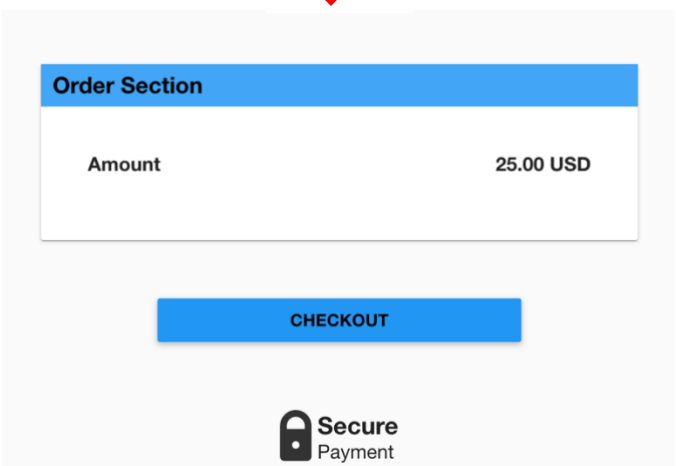 Order Section
Amount 25.00 USD
CHECKOUT
Secure
Payment